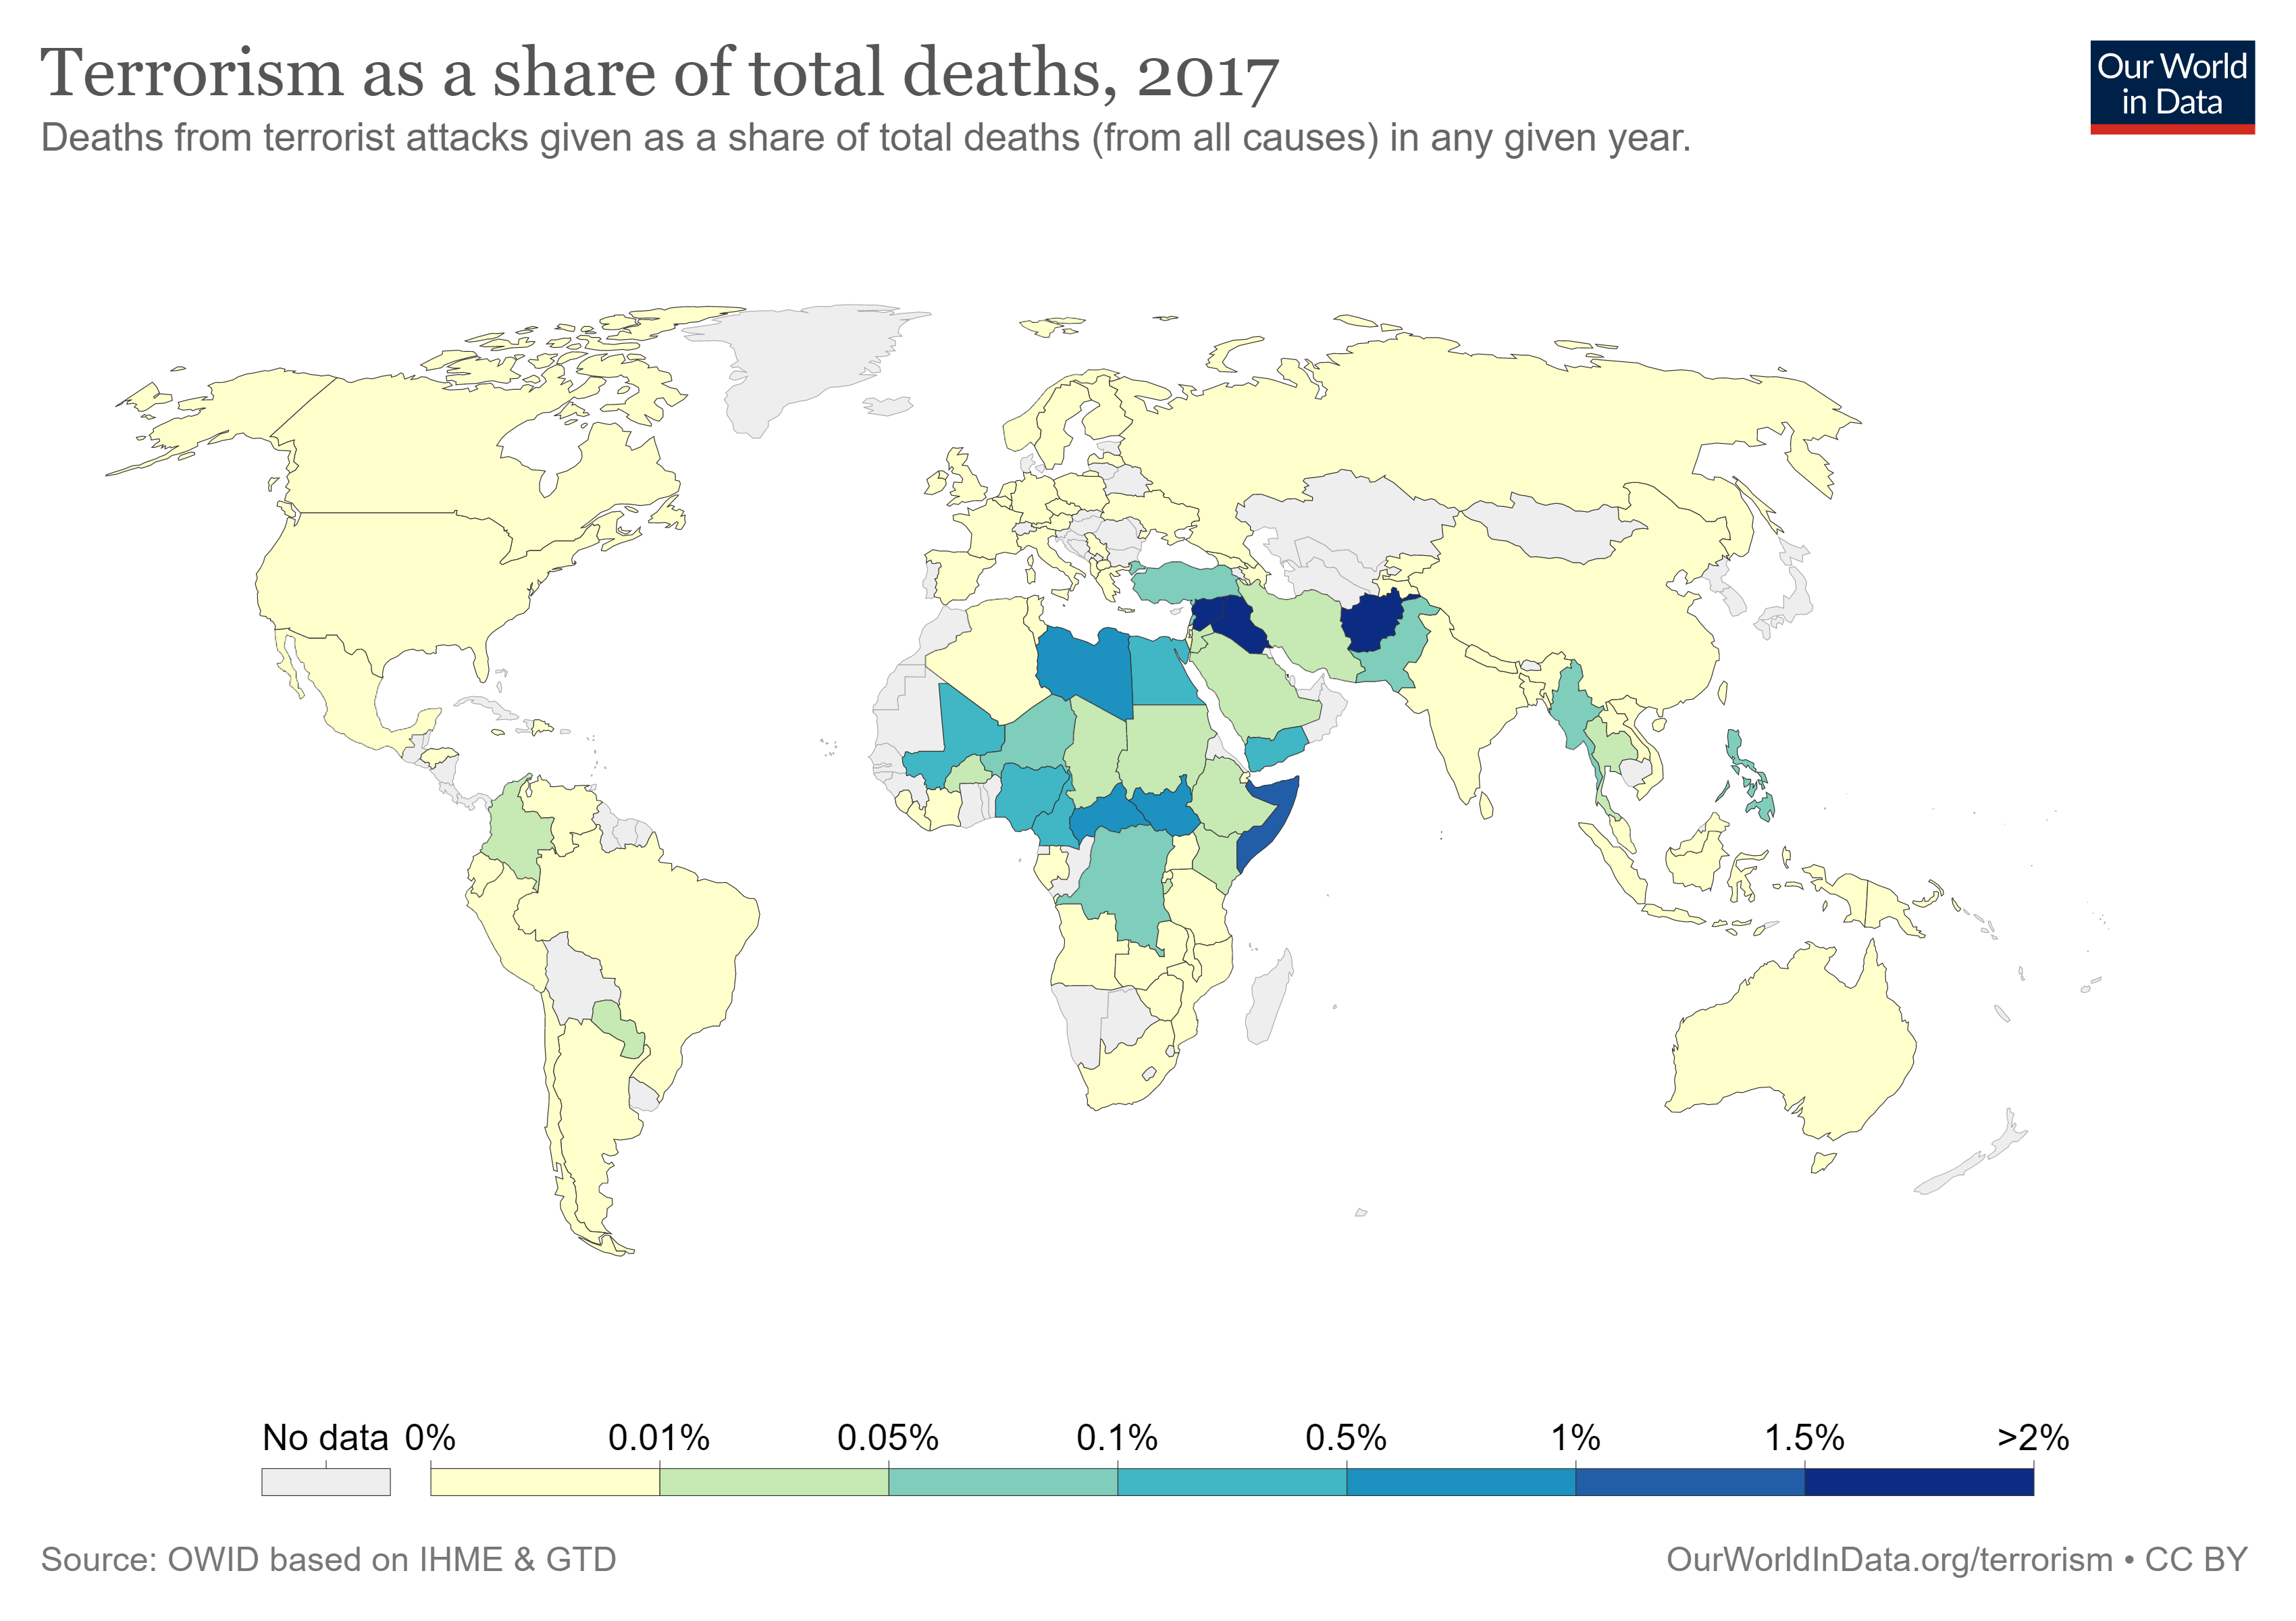 Terrorism as a share of total deaths, 2017
Deaths from terrorist attacks given as a share of total deaths (from all causes) in any given year.
Our World
in Data
No data 0% 0.01% 0.05% 0.1% 0.5% 1% 1.5% >2%
Source: OWID based on IHME & GTD
OurWorldInData.org/terrorism • CC BY